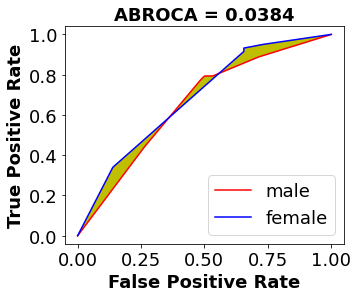 ABROCA = 0.0384
True Positive Rate
1.0
0.8
0.6
0.4
0.2
0.0
male
female
0.00 0.25 0.50 0.75 1.00
False Positive Rate